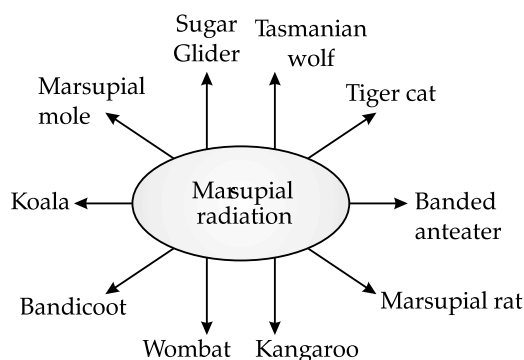 Sugar
Glider
Tasmanian
wolf
Marsupial
mole
Tiger cat
Koala
Marsupial
radiation
Banded
anteater
Bandicoot
Marsupial rat
Wombat
Kangaroo